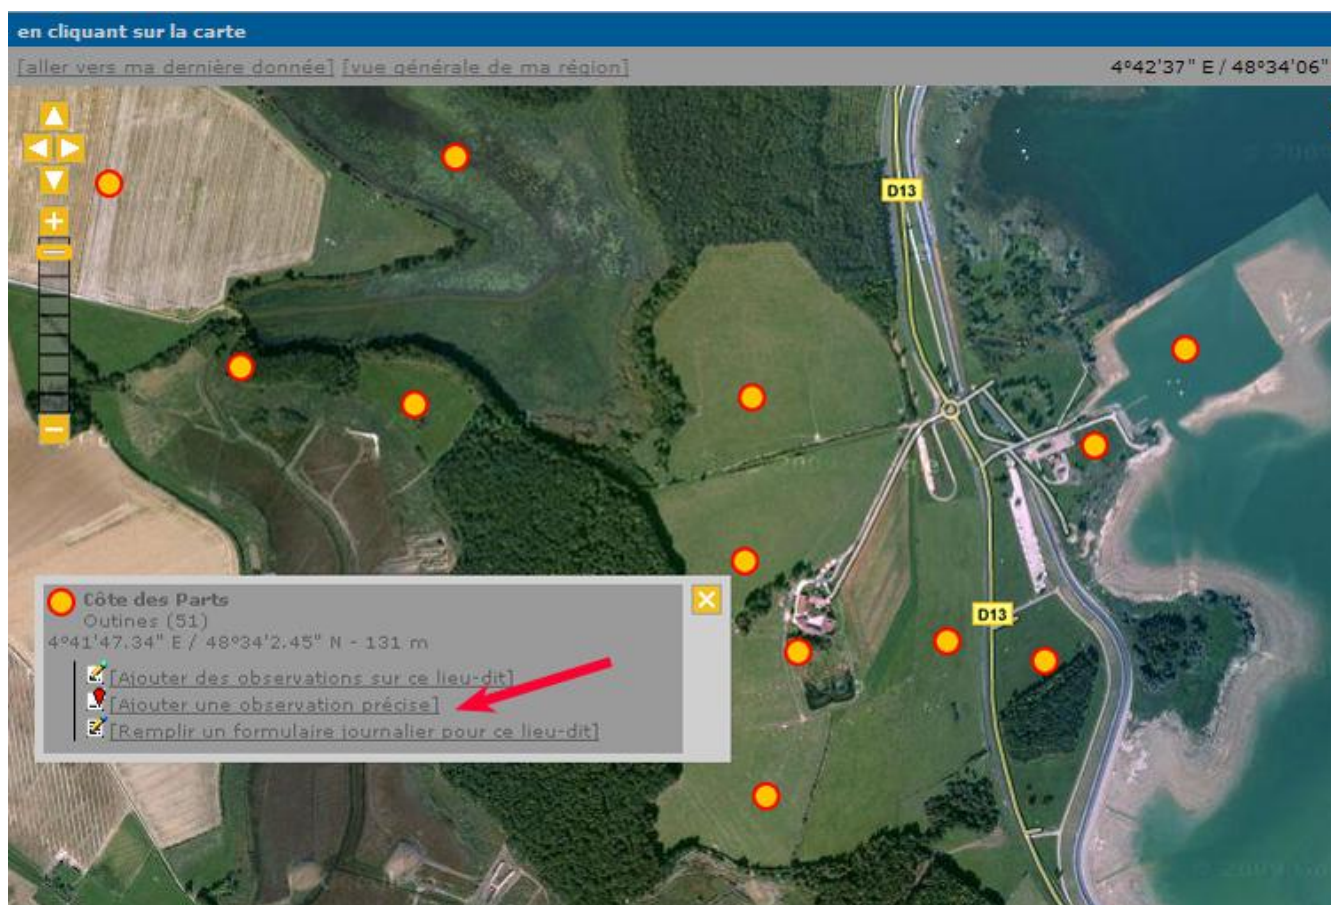 en cliquant sur la carte
[aller vers ma dernière donnée] [vue générale de ma région]
4°42'37" E / 48°34'06"
D13
D13
Côte des Parts
Outines (51)
4°41'47.34" E / 48°34'2.45" N - 131 m
[Ajouter des observations sur ce lieu-dit]
[Ajouter une observation précise]
[Remplir un formulaire journalier pour ce lieu-dit]